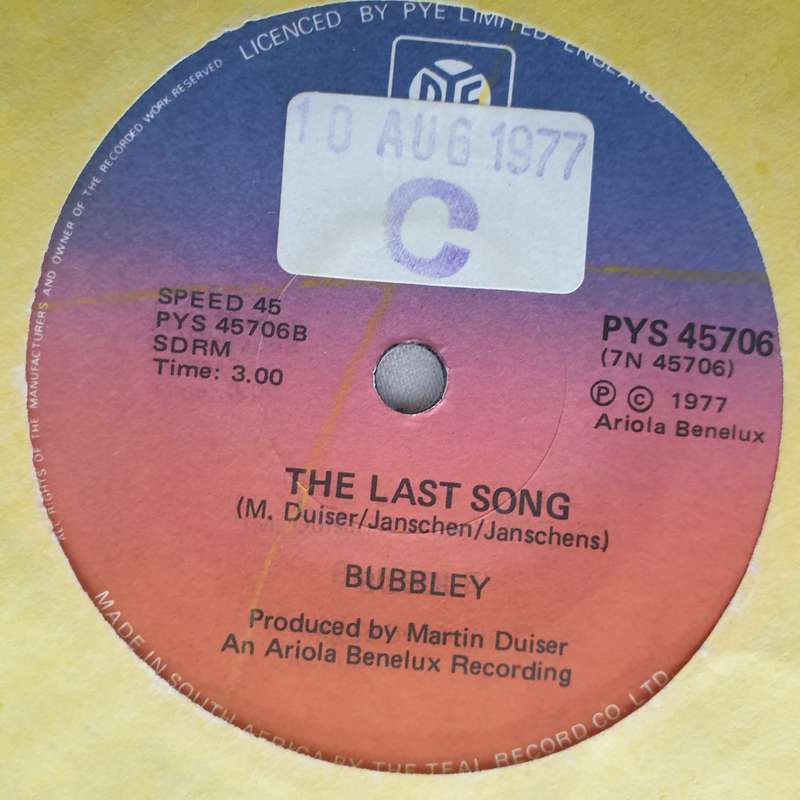 LICENCED BY PYE LIMITED ENGLAND
ALL RIGHTS OF THE MANUFACTURERS AND OWNER OF THE RECORDED WORK RESERVED
PYE
10 AUG 1977
C
SPEED 45
PYS 45706B
SDRM
Time: 3.00
PYS 45706
(7N 45706)
Ⓟ © 1977
Ariola Benelux
THE LAST SONG
(M. Duiser/Janschen/Janschens)
BUBBLEY
Produced by Martin Duiser
An Ariola Benelux Recording
MADE IN SOUTH AFRICA BY THE TEAL RECORD CO. LTD.